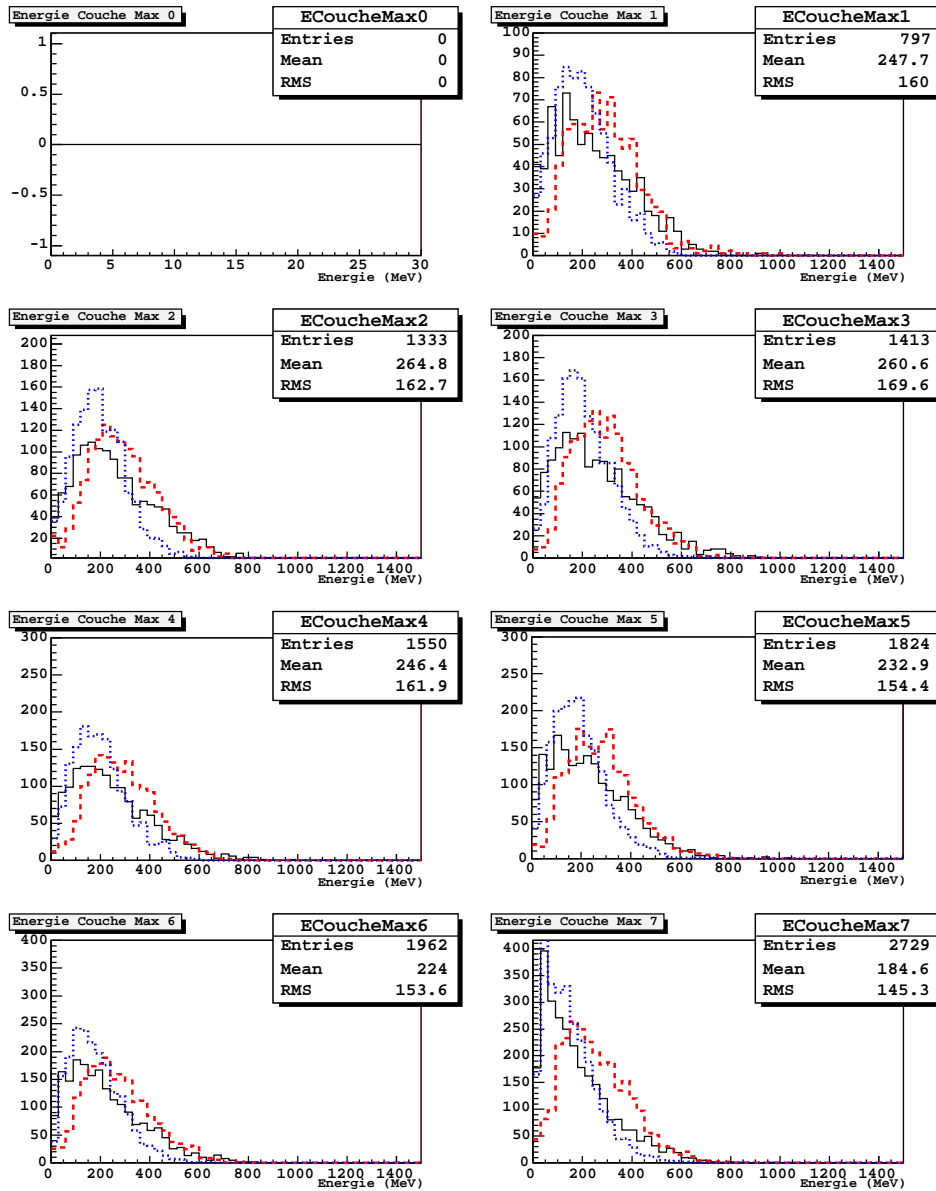 Energie Couche Max 0
ECoucheMax0
Entries 0
Mean 0
RMS 0
1
0.5
0
-0.5
-1
0 5 10 15 20 25 30
Energie (MeV)
Energie Couche Max 1
ECoucheMax1
Entries 797
Mean 247.7
RMS 160
100
90
80
70
60
50
40
30
20
10
0
0 200 400 600 800 1000 1200 1400
Energie (MeV)
Energie Couche Max 2
ECoucheMax2
Entries 1333
Mean 264.8
RMS 162.7
200
180
160
140
120
100
80
60
40
20
0 200 400 600 800 1000 1200 1400
Energie (MeV)
Energie Couche Max 3
ECoucheMax3
Entries 1413
Mean 260.6
RMS 169.6
200
180
160
140
120
100
80
60
40
20
0
0 200 400 600 800 1000 1200 1400
Energie (MeV)
Energie Couche Max 4
ECoucheMax4
Entries 1550
Mean 246.4
RMS 161.9
300
250
200
150
100
50
0
0 200 400 600 800 1000 1200 1400
Energie (MeV)
Energie Couche Max 5
ECoucheMax5
Entries 1824
Mean 232.9
RMS 154.4
300
250
200
150
100
50
0
0 200 400 600 800 1000 1200 1400
Energie (MeV)
Energie Couche Max 6
ECoucheMax6
Entries 1962
Mean 224
RMS 153.6
400
350
300
250
200
150
100
50
0
0 200 400 600 800 1000 1200 1400
Energie (MeV)
Energie Couche Max 7
ECoucheMax7
Entries 2729
Mean 184.6
RMS 145.3
400
350
300
250
200
150
100
50
0
0 200 400 600 800 1000 1200 1400
Energie (MeV)